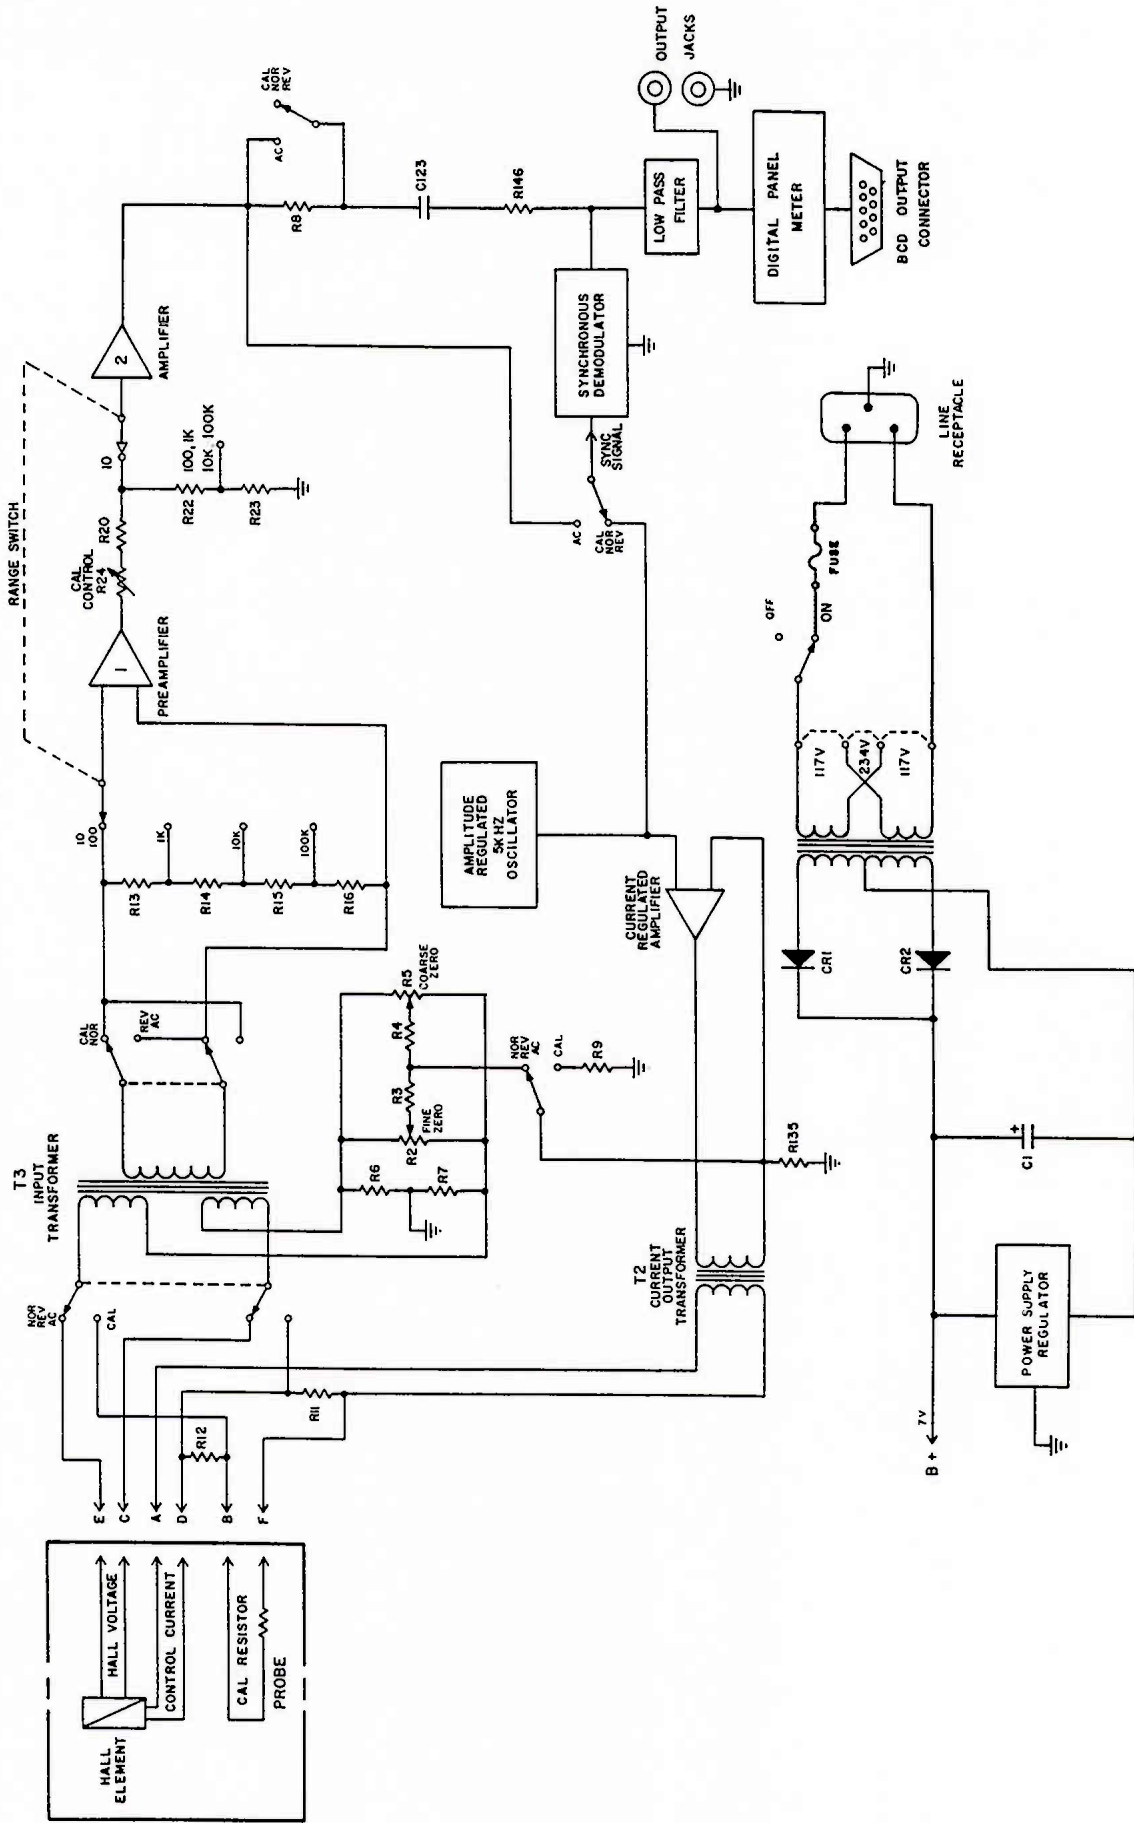 HALL
ELEMENT
HALL VOLTAGE
CONTROL CURRENT
CAL RESISTOR
PROBE
E
C
A
D
B
F
NOR
REV
AC
CAL
R12
R11
T3
INPUT
TRANSFORMER
CAL
NOR
REV
AC
R6
R7
R2
FINE
ZERO
R3
R4
R5
COARSE
ZERO
NOR
REV
AC
CAL
R9
T2
CURRENT
OUTPUT
TRANSFORMER
R135
R13
R14
R15
R16
10
100
1K
10K
100K
RANGE SWITCH
1
PREAMPLIFIER
CAL
CONTROL
R24
R20
10
R22
100, 1K
10K, 100K
R23
2
AMPLIFIER
AMPLITUDE
REGULATED
5K HZ
OSCILLATOR
CURRENT
REGULATED
AMPLIFIER
AC
CAL
NOR
REV
SYNC
SIGNAL
SYNCHRONOUS
DEMODULATOR
AC
CAL
NOR
REV
R8
C123
R146
LOW PASS
FILTER
OUTPUT
JACKS
DIGITAL PANEL
METER
BCD OUTPUT
CONNECTOR
B +
7V
POWER SUPPLY
REGULATOR
C1
+
CR1
CR2
117V
234V
117V
OFF
ON
FUSE
LINE
RECEPTACLE